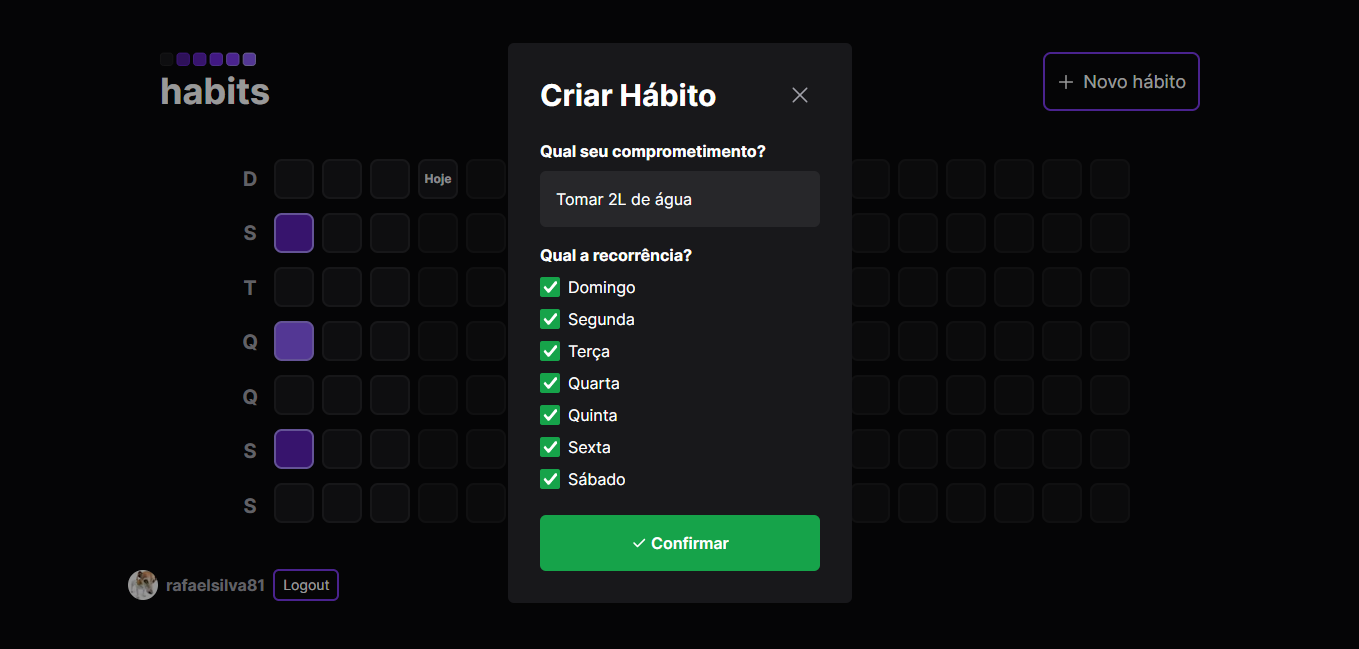 habits
Novo hábito
D
S
T
Q
Q
S
S
Hoje
Criar Hábito
Qual seu comprometimento?
Tomar 2L de água
Qual a recorrência?
Domingo
Segunda
Terça
Quarta
Quinta
Sexta
Sábado
Confirmar
rafaelsilva81
Logout